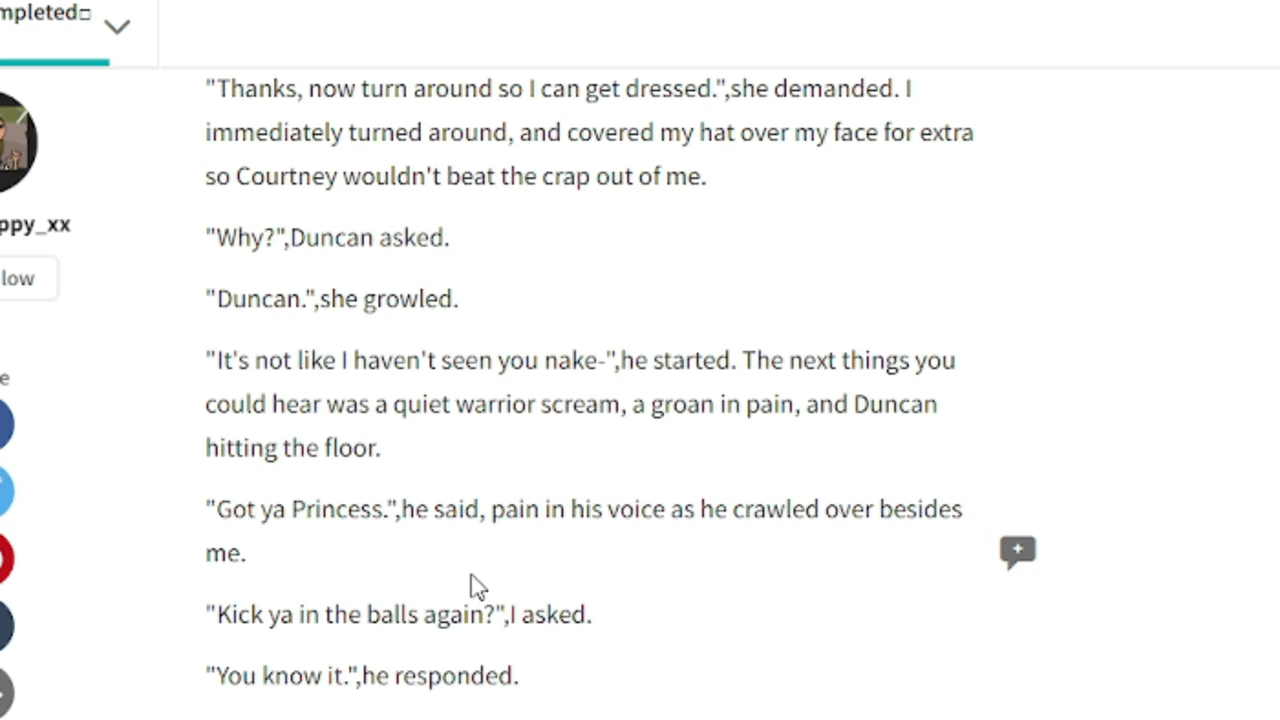 mpleted
"Thanks, now turn around so I can get dressed.",she demanded. I
immediately turned around, and covered my hat over my face for extra
so Courtney wouldn't beat the crap out of me.
ppy_xx
"Why?",Duncan asked.
low
"Duncan.",she growled.
"It's not like I haven't seen you nake-",he started. The next things you
e
could hear was a quiet warrior scream, a groan in pain, and Duncan
hitting the floor.
"Got ya Princess.",he said, pain in his voice as he crawled over besides
me.
"Kick ya in the balls again?",I asked.
"You know it.",he responded.